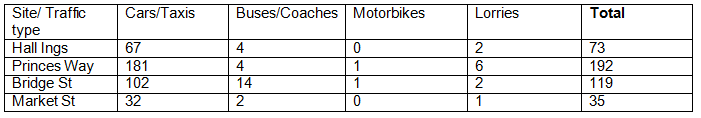 Site/ Traffic type Cars/Taxis Buses/Coaches Motorbikes Lorries Total
Hall Ings 67 4 0 2 73
Princes Way 181 4 1 6 192
Bridge St 102 14 1 2 119
Market St 32 2 0 1 35